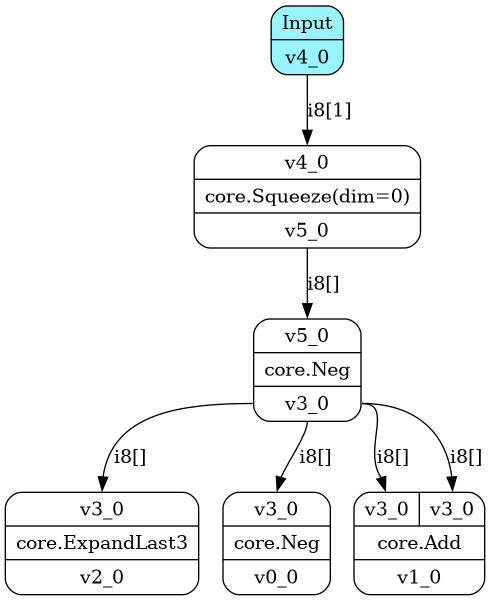 Input
v4_0
i8[1]
v4_0
core.Squeeze(dim=0)
v5_0
i8[]
v5_0
core.Neg
v3_0
i8[] i8[] i8[] i8[]
v3_0
core.ExpandLast3
v2_0
v3_0
core.Neg
v0_0
v3_0 v3_0
core.Add
v1_0